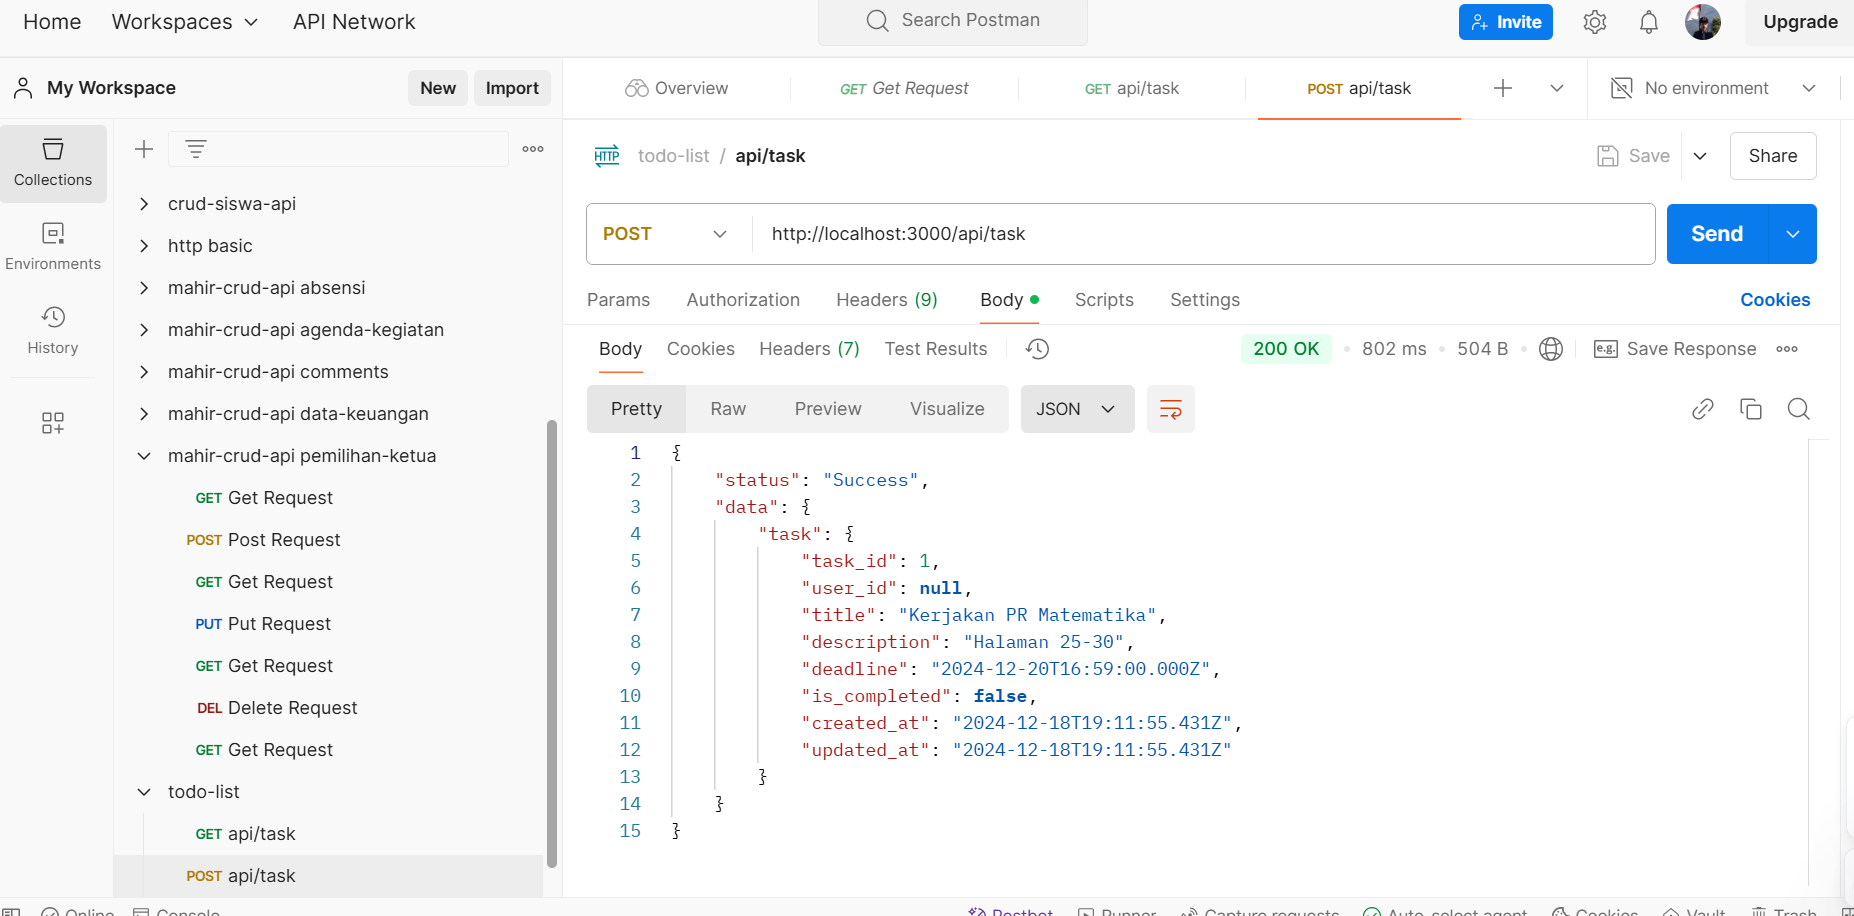 Home Workspaces API Network Search Postman Invite Upgrade
My Workspace New Import
Overview GET Get Request GET api/task POST api/task No environment
Collections
Environments
History
crud-siswa-api
http basic
mahir-crud-api absensi
mahir-crud-api agenda-kegiatan
mahir-crud-api comments
mahir-crud-api data-keuangan
mahir-crud-api pemilihan-ketua
GET Get Request
POST Post Request
GET Get Request
PUT Put Request
GET Get Request
DEL Delete Request
GET Get Request
todo-list
GET api/task
POST api/task
HTTP todo-list / api/task Save Share
POST http://localhost:3000/api/task Send
Params Authorization Headers (9) Body Scripts Settings Cookies
Body Cookies Headers (7) Test Results 200 OK 802 ms 504 B e.g. Save Response
Pretty Raw Preview Visualize JSON
1 {
2 "status": "Success",
3 "data": {
4 "task": {
5 "task_id": 1,
6 "user_id": null,
7 "title": "Kerjakan PR Matematika",
8 "description": "Halaman 25-30",
9 "deadline": "2024-12-20T16:59:00.000Z",
10 "is_completed": false,
11 "created_at": "2024-12-18T19:11:55.431Z",
12 "updated_at": "2024-12-18T19:11:55.431Z"
13 }
14 }
15 }
Online Console Postbot Runner Capture requests Auto-select agent Cookies Vault Trash